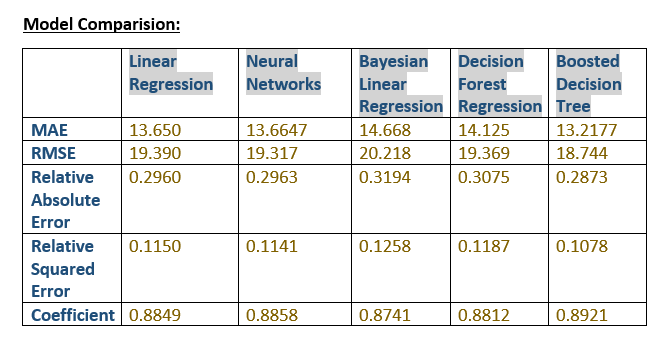 Model Comparision:
Linear Regression Neural Networks Bayesian Linear Regression Decision Forest Regression Boosted Decision Tree
MAE 13.650 13.6647 14.668 14.125 13.2177
RMSE 19.390 19.317 20.218 19.369 18.744
Relative Absolute Error 0.2960 0.2963 0.3194 0.3075 0.2873
Relative Squared Error 0.1150 0.1141 0.1258 0.1187 0.1078
Coefficient 0.8849 0.8858 0.8741 0.8812 0.8921